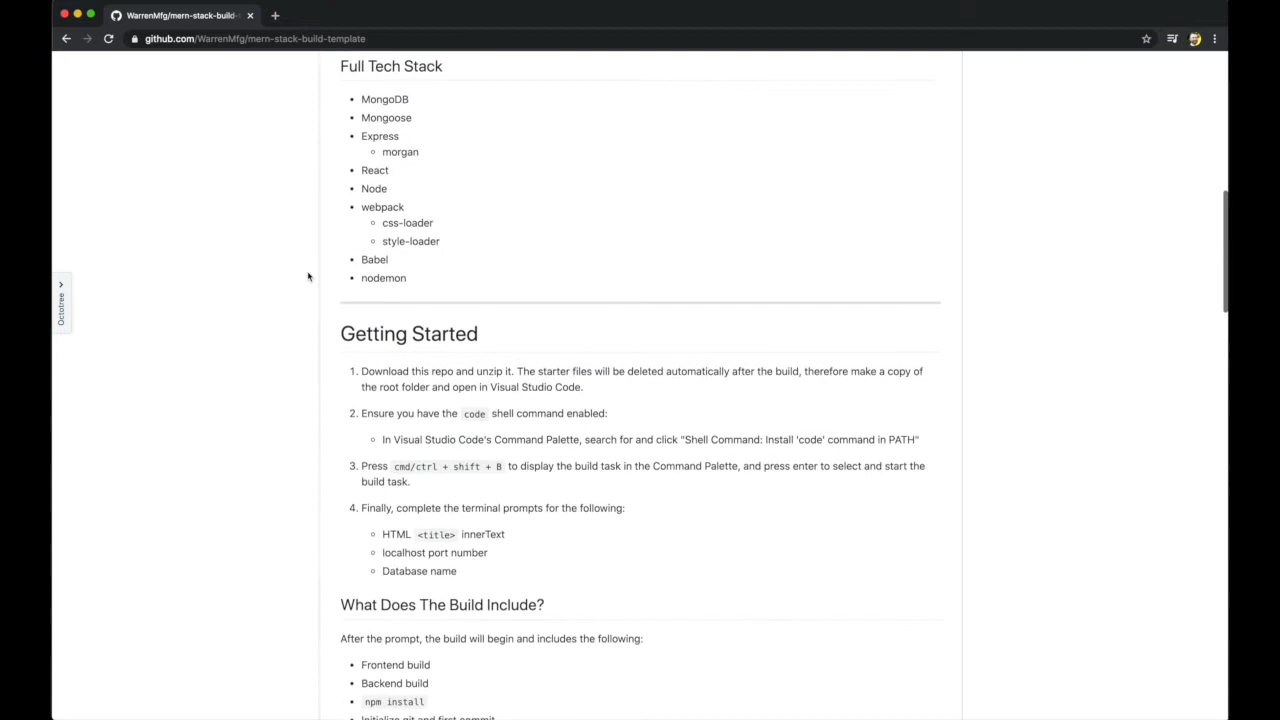 WarrenMfg/mern-stack-build-
github.com/WarrenMfg/mern-stack-build-template
Full Tech Stack
MongoDB
Mongoose
Express
morgan
React
Node
webpack
css-loader
style-loader
Babel
nodemon
Octotree
Getting Started
1. Download this repo and unzip it. The starter files will be deleted automatically after the build, therefore make a copy of
the root folder and open in Visual Studio Code.
2. Ensure you have the code shell command enabled:
In Visual Studio Code's Command Palette, search for and click "Shell Command: Install 'code' command in PATH"
3. Press cmd/ctrl + shift + B to display the build task in the Command Palette, and press enter to select and start the
build task.
4. Finally, complete the terminal prompts for the following:
HTML <title> innerText
localhost port number
Database name
What Does The Build Include?
After the prompt, the build will begin and includes the following:
Frontend build
Backend build
npm install
Initialize git and first commit